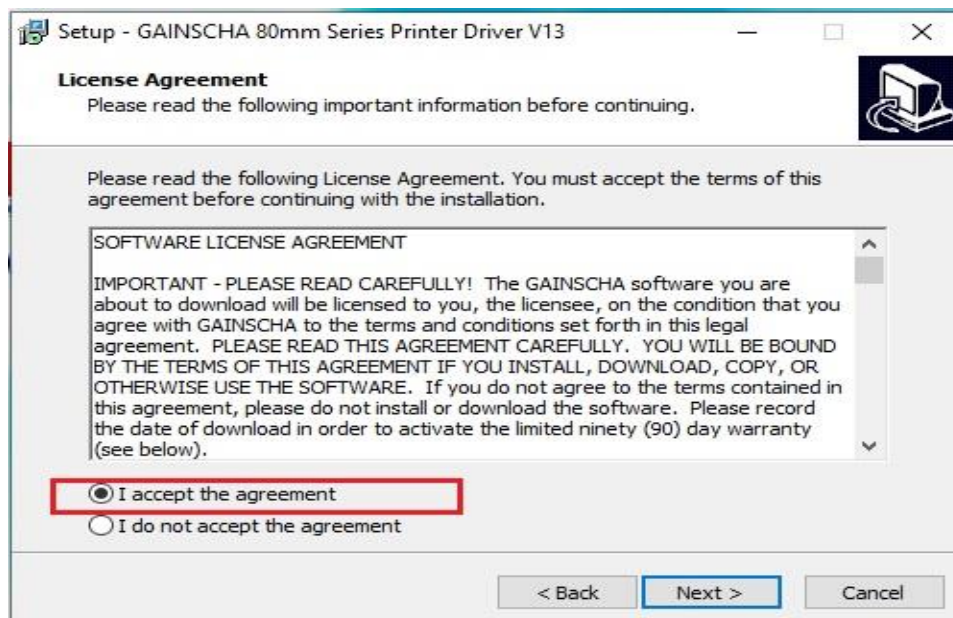 Setup - GAINSCHA 80mm Series Printer Driver V13
License Agreement
Please read the following important information before continuing.
Please read the following License Agreement. You must accept the terms of this
agreement before continuing with the installation.
SOFTWARE LICENSE AGREEMENT
IMPORTANT - PLEASE READ CAREFULLY!  The GAINSCHA software you are
about to download will be licensed to you, the licensee, on the condition that you
agree with GAINSCHA to the terms and conditions set forth in this legal
agreement.  PLEASE READ THIS AGREEMENT CAREFULLY.  YOU WILL BE BOUND
BY THE TERMS OF THIS AGREEMENT IF YOU INSTALL, DOWNLOAD, COPY, OR
OTHERWISE USE THE SOFTWARE.  If you do not agree to the terms contained in
this agreement, please do not install or download the software.  Please record
the date of download in order to activate the limited ninety (90) day warranty
(see below).
I accept the agreement
I do not accept the agreement
< Back Next > Cancel